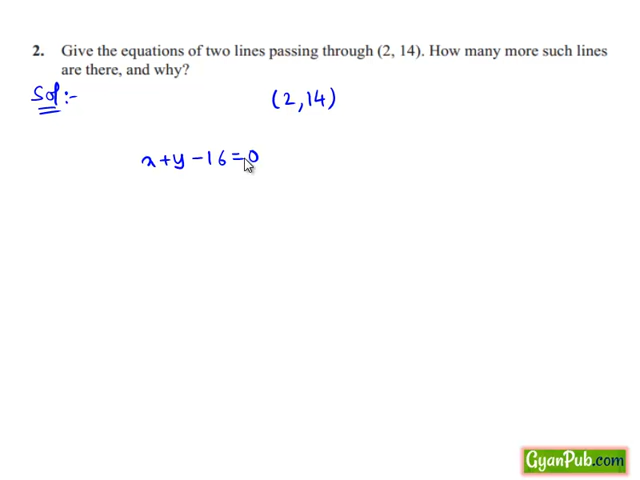 2. Give the equations of two lines passing through (2, 14). How many more such lines
are there, and why?
Sol:-
(2,14)
x+y-16=0
GyanPub.com